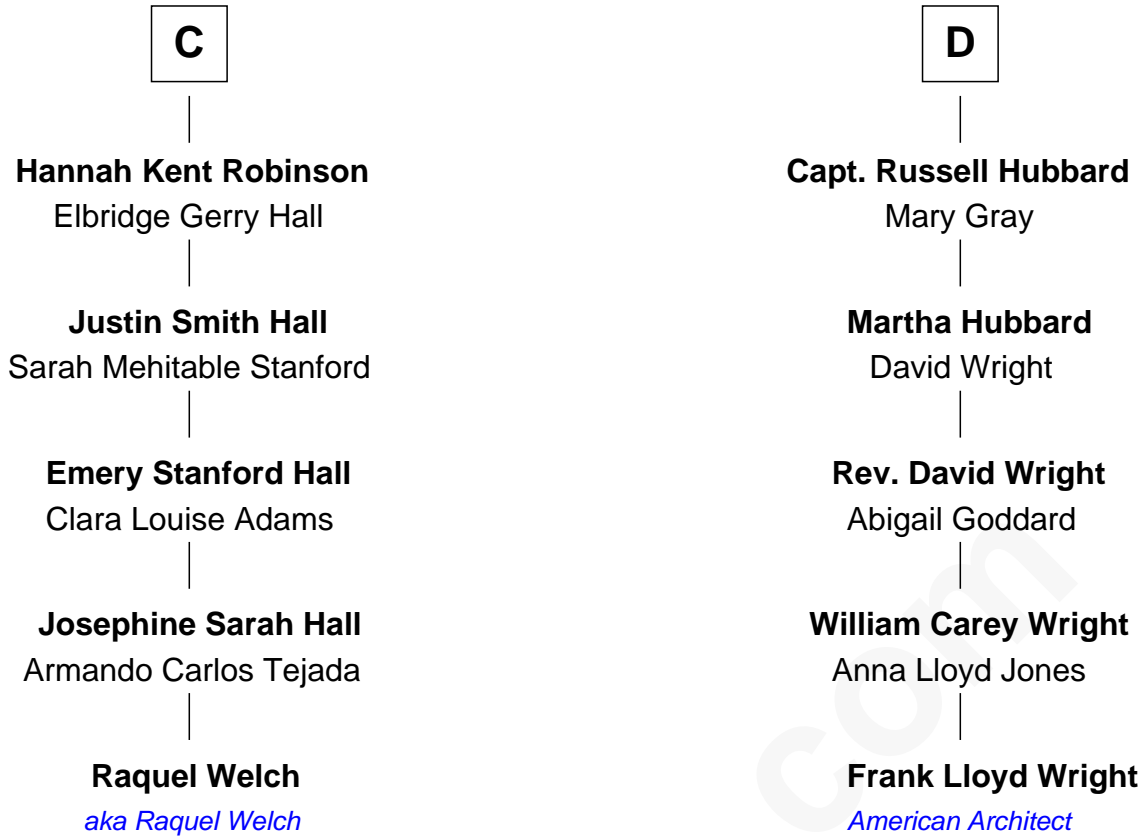 C
Hannah Kent Robinson
Elbridge Gerry Hall
Justin Smith Hall
Sarah Mehitable Stanford
Emery Stanford Hall
Clara Louise Adams
Josephine Sarah Hall
Armando Carlos Tejada
Raquel Welch
aka Raquel Welch
D
Capt. Russell Hubbard
Mary Gray
Martha Hubbard
David Wright
Rev. David Wright
Abigail Goddard
William Carey Wright
Anna Lloyd Jones
Frank Lloyd Wright
American Architect
com